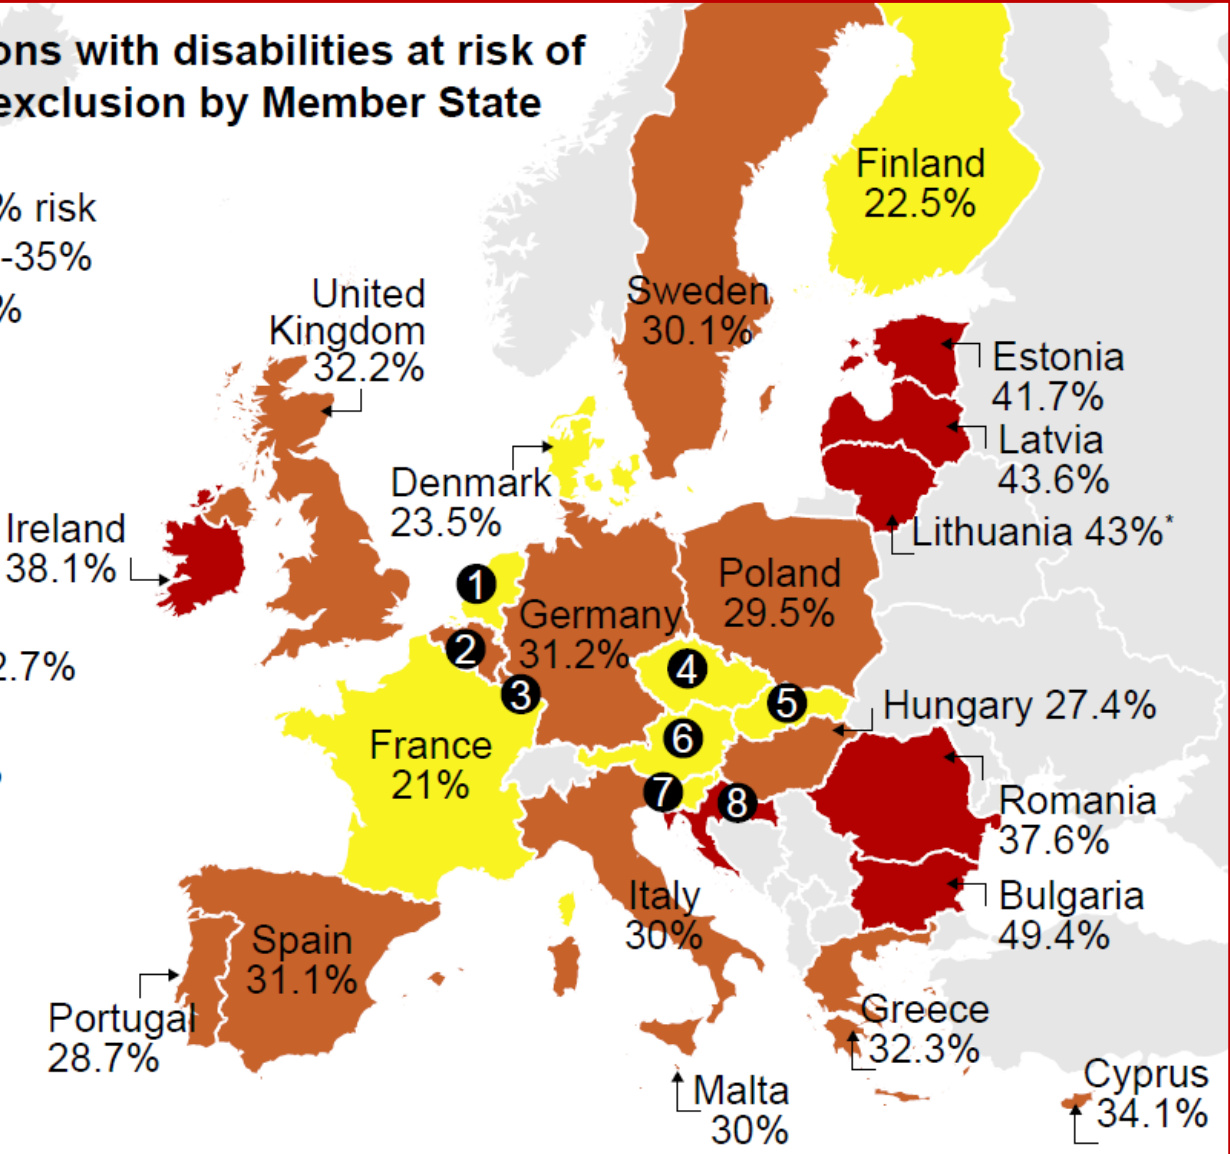 ons with disabilities at risk of
exclusion by Member State
% risk
-35%
%
United
Kingdom
32.2%
Finland
22.5%
Sweden
30.1%
Estonia
41.7%
Latvia
43.6%
Lithuania 43%*
Denmark
23.5%
Ireland
38.1%
1
2
3
4
5
6
7
8
Germany
31.2%
Poland
29.5%
2.7%
Hungary 27.4%
France
21%
Romania
37.6%
Bulgaria
49.4%
Italy
30%
Spain
31.1%
Portugal
28.7%
Greece
32.3%
Malta
30%
Cyprus
34.1%